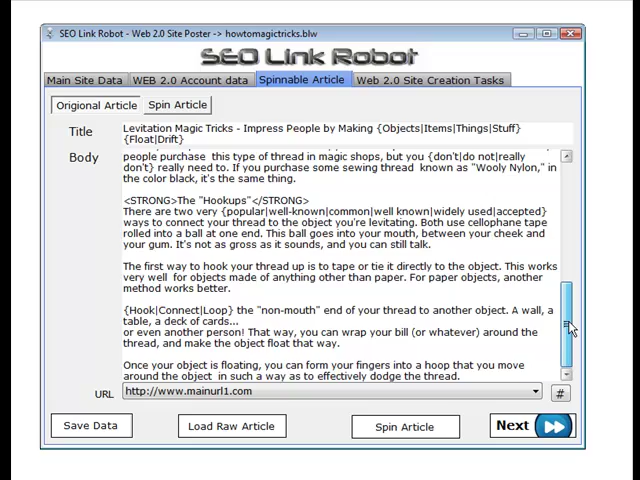 SEO Link Robot - Web 2.0 Site Poster -> howtomagictricks.blw
SEO Link Robot
Main Site Data
WEB 2.0 Account data
Spinnable Article
Web 2.0 Site Creation Tasks
Origional Article
Spin Article
Title
Levitation Magic Tricks - Impress People by Making {Objects|Items|Things|Stuff}
{Float|Drift}
Body
people purchase this type of thread in magic shops, but you {don't|do not|really
don't} really need to. If you purchase some sewing thread known as "Wooly Nylon," in
the color black, it's the same thing.
<STRONG>The "Hookups"</STRONG>
There are two very {popular|well-known|common|well known|widely used|accepted}
ways to connect your thread to the object you're levitating. Both use cellophane tape
rolled into a ball at one end. This ball goes into your mouth, between your cheek and
your gum. It's not as gross as it sounds, and you can still talk.
The first way to hook your thread up is to tape or tie it directly to the object. This works
very well for objects made of anything other than paper. For paper objects, another
method works better.
{Hook|Connect|Loop} the "non-mouth" end of your thread to another object. A wall, a
table, a deck of cards...
or even another person! That way, you can wrap your bill (or whatever) around the
thread, and make the object float that way.
Once your object is floating, you can form your fingers into a hoop that you move
around the object in such a way as to effectively dodge the thread.
URL
http://www.mainurl1.com
#
Save Data
Load Raw Article
Spin Article
Next